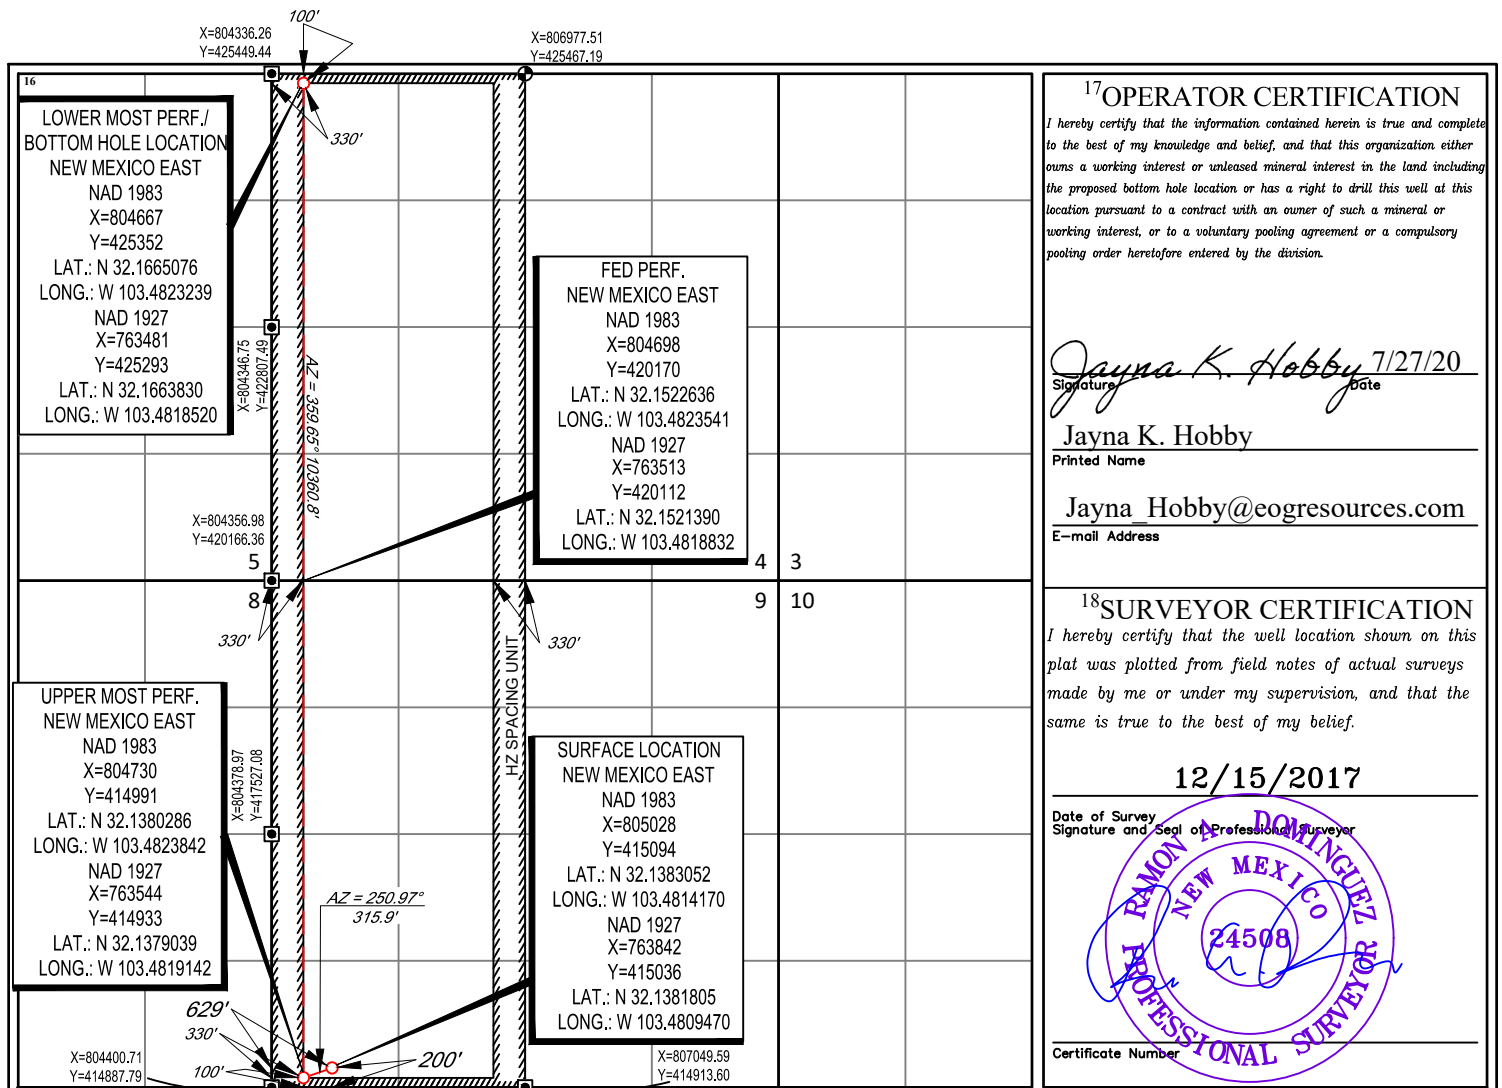 100'
X=804336.26
Y=425449.44
X=806977.51
Y=425467.19
16
LOWER MOST PERF./
BOTTOM HOLE LOCATION
NEW MEXICO EAST
NAD 1983
X=804667
Y=425352
LAT.: N 32.1665076
LONG.: W 103.4823239
NAD 1927
X=763481
Y=425293
LAT.: N 32.1663830
LONG.: W 103.4818520
330'
X=804346.75
Y=422807.49
AZ = 359.65° 10360.8'
FED PERF.
NEW MEXICO EAST
NAD 1983
X=804698
Y=420170
LAT.: N 32.1522636
LONG.: W 103.4823541
NAD 1927
X=763513
Y=420112
LAT.: N 32.1521390
LONG.: W 103.4818832
X=804356.98
Y=420166.36
5
4
3
8
9
10
330'
330'
HZ SPACING UNIT
UPPER MOST PERF.
NEW MEXICO EAST
NAD 1983
X=804730
Y=414991
LAT.: N 32.1380286
LONG.: W 103.4823842
NAD 1927
X=763544
Y=414933
LAT.: N 32.1379039
LONG.: W 103.4819142
X=804378.97
Y=417527.08
SURFACE LOCATION
NEW MEXICO EAST
NAD 1983
X=805028
Y=415094
LAT.: N 32.1383052
LONG.: W 103.4814170
NAD 1927
X=763842
Y=415036
LAT.: N 32.1381805
LONG.: W 103.4809470
AZ = 250.97°
315.9'
629'
330'
200'
100'
X=804400.71
Y=414887.79
X=807049.59
Y=414913.60
17 OPERATOR CERTIFICATION
I hereby certify that the information contained herein is true and complete
to the best of my knowledge and belief, and that this organization either
owns a working interest or unleased mineral interest in the land including
the proposed bottom hole location or has a right to drill this well at this
location pursuant to a contract with an owner of such a mineral or
working interest, or to a voluntary pooling agreement or a compulsory
pooling order heretofore entered by the division.
Jayna K. Hobby 7/27/20
Signature Date
Jayna K. Hobby
Printed Name
Jayna_Hobby@eogresources.com
E-mail Address
18 SURVEYOR CERTIFICATION
I hereby certify that the well location shown on this
plat was plotted from field notes of actual surveys
made by me or under my supervision, and that the
same is true to the best of my belief.
12/15/2017
Date of Survey
Signature and Seal of Professional Surveyor
RAMON A. DOMINGUEZ
NEW MEXICO
24508
PROFESSIONAL SURVEYOR
Certificate Number